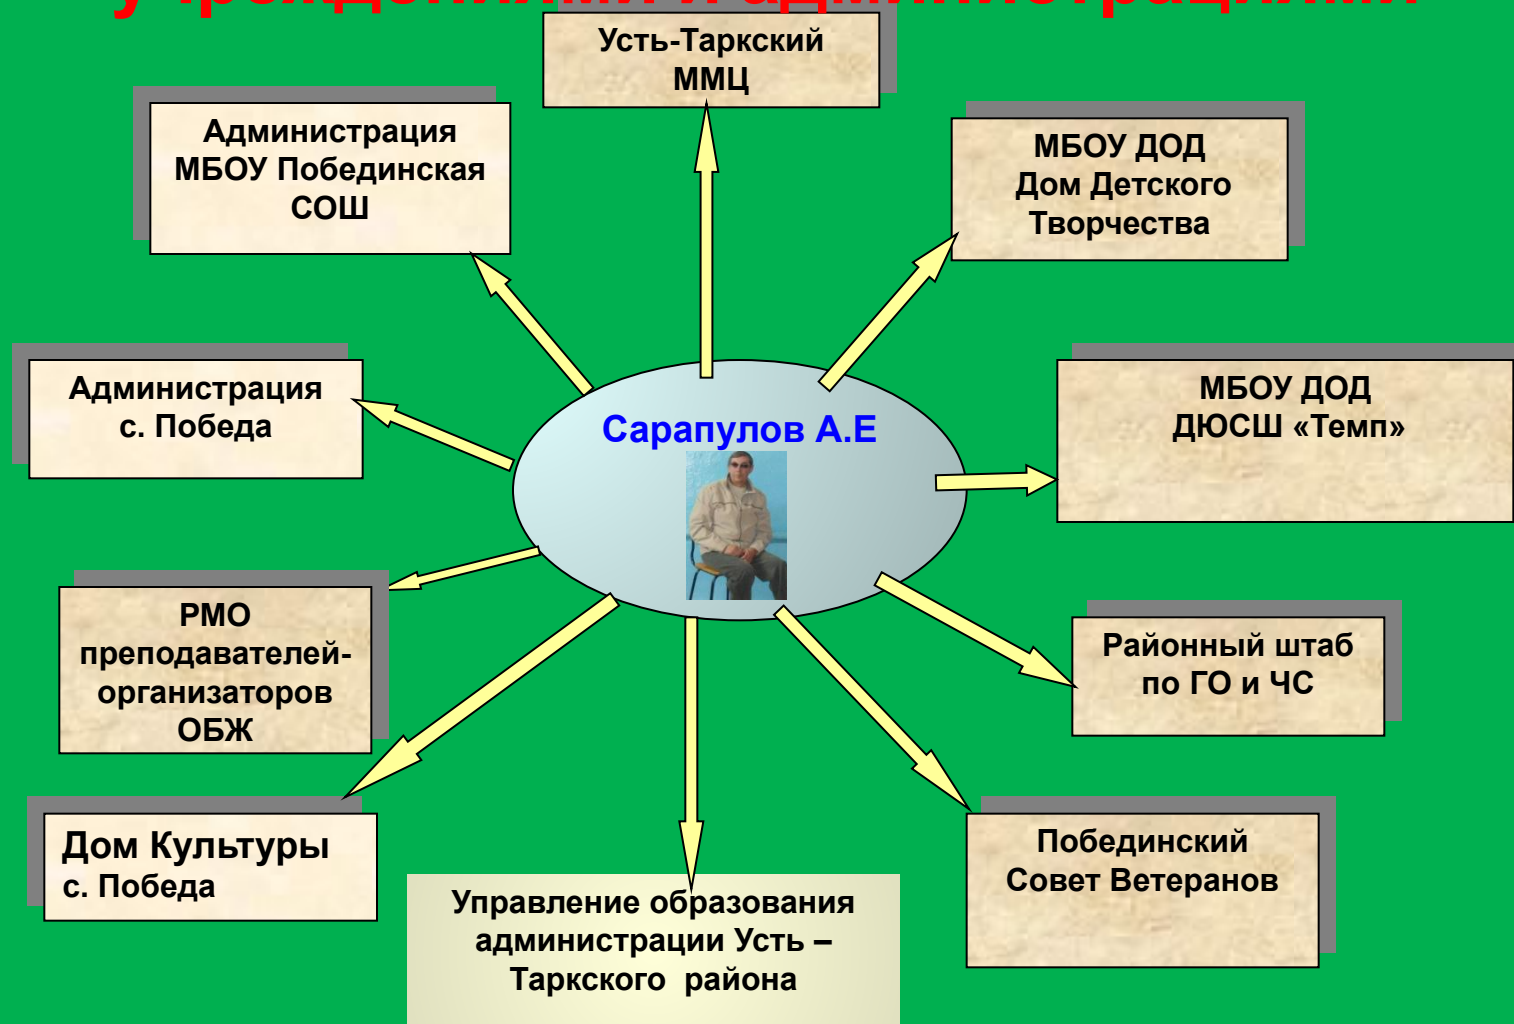 учреждениями и администрациями
Усть-Таркский
ММЦ
Администрация
МБОУ Побединская
СОШ
МБОУ ДОД
Дом Детского
Творчества
Администрация
с. Победа
Сарапулов А.Е
МБОУ ДОД
ДЮСШ «Темп»
РМО
преподавателей-
организаторов
ОБЖ
Районный штаб
по ГО и ЧС
Дом Культуры
с. Победа
Управление образования
администрации Усть –
Таркского района
Побединский
Совет Ветеранов